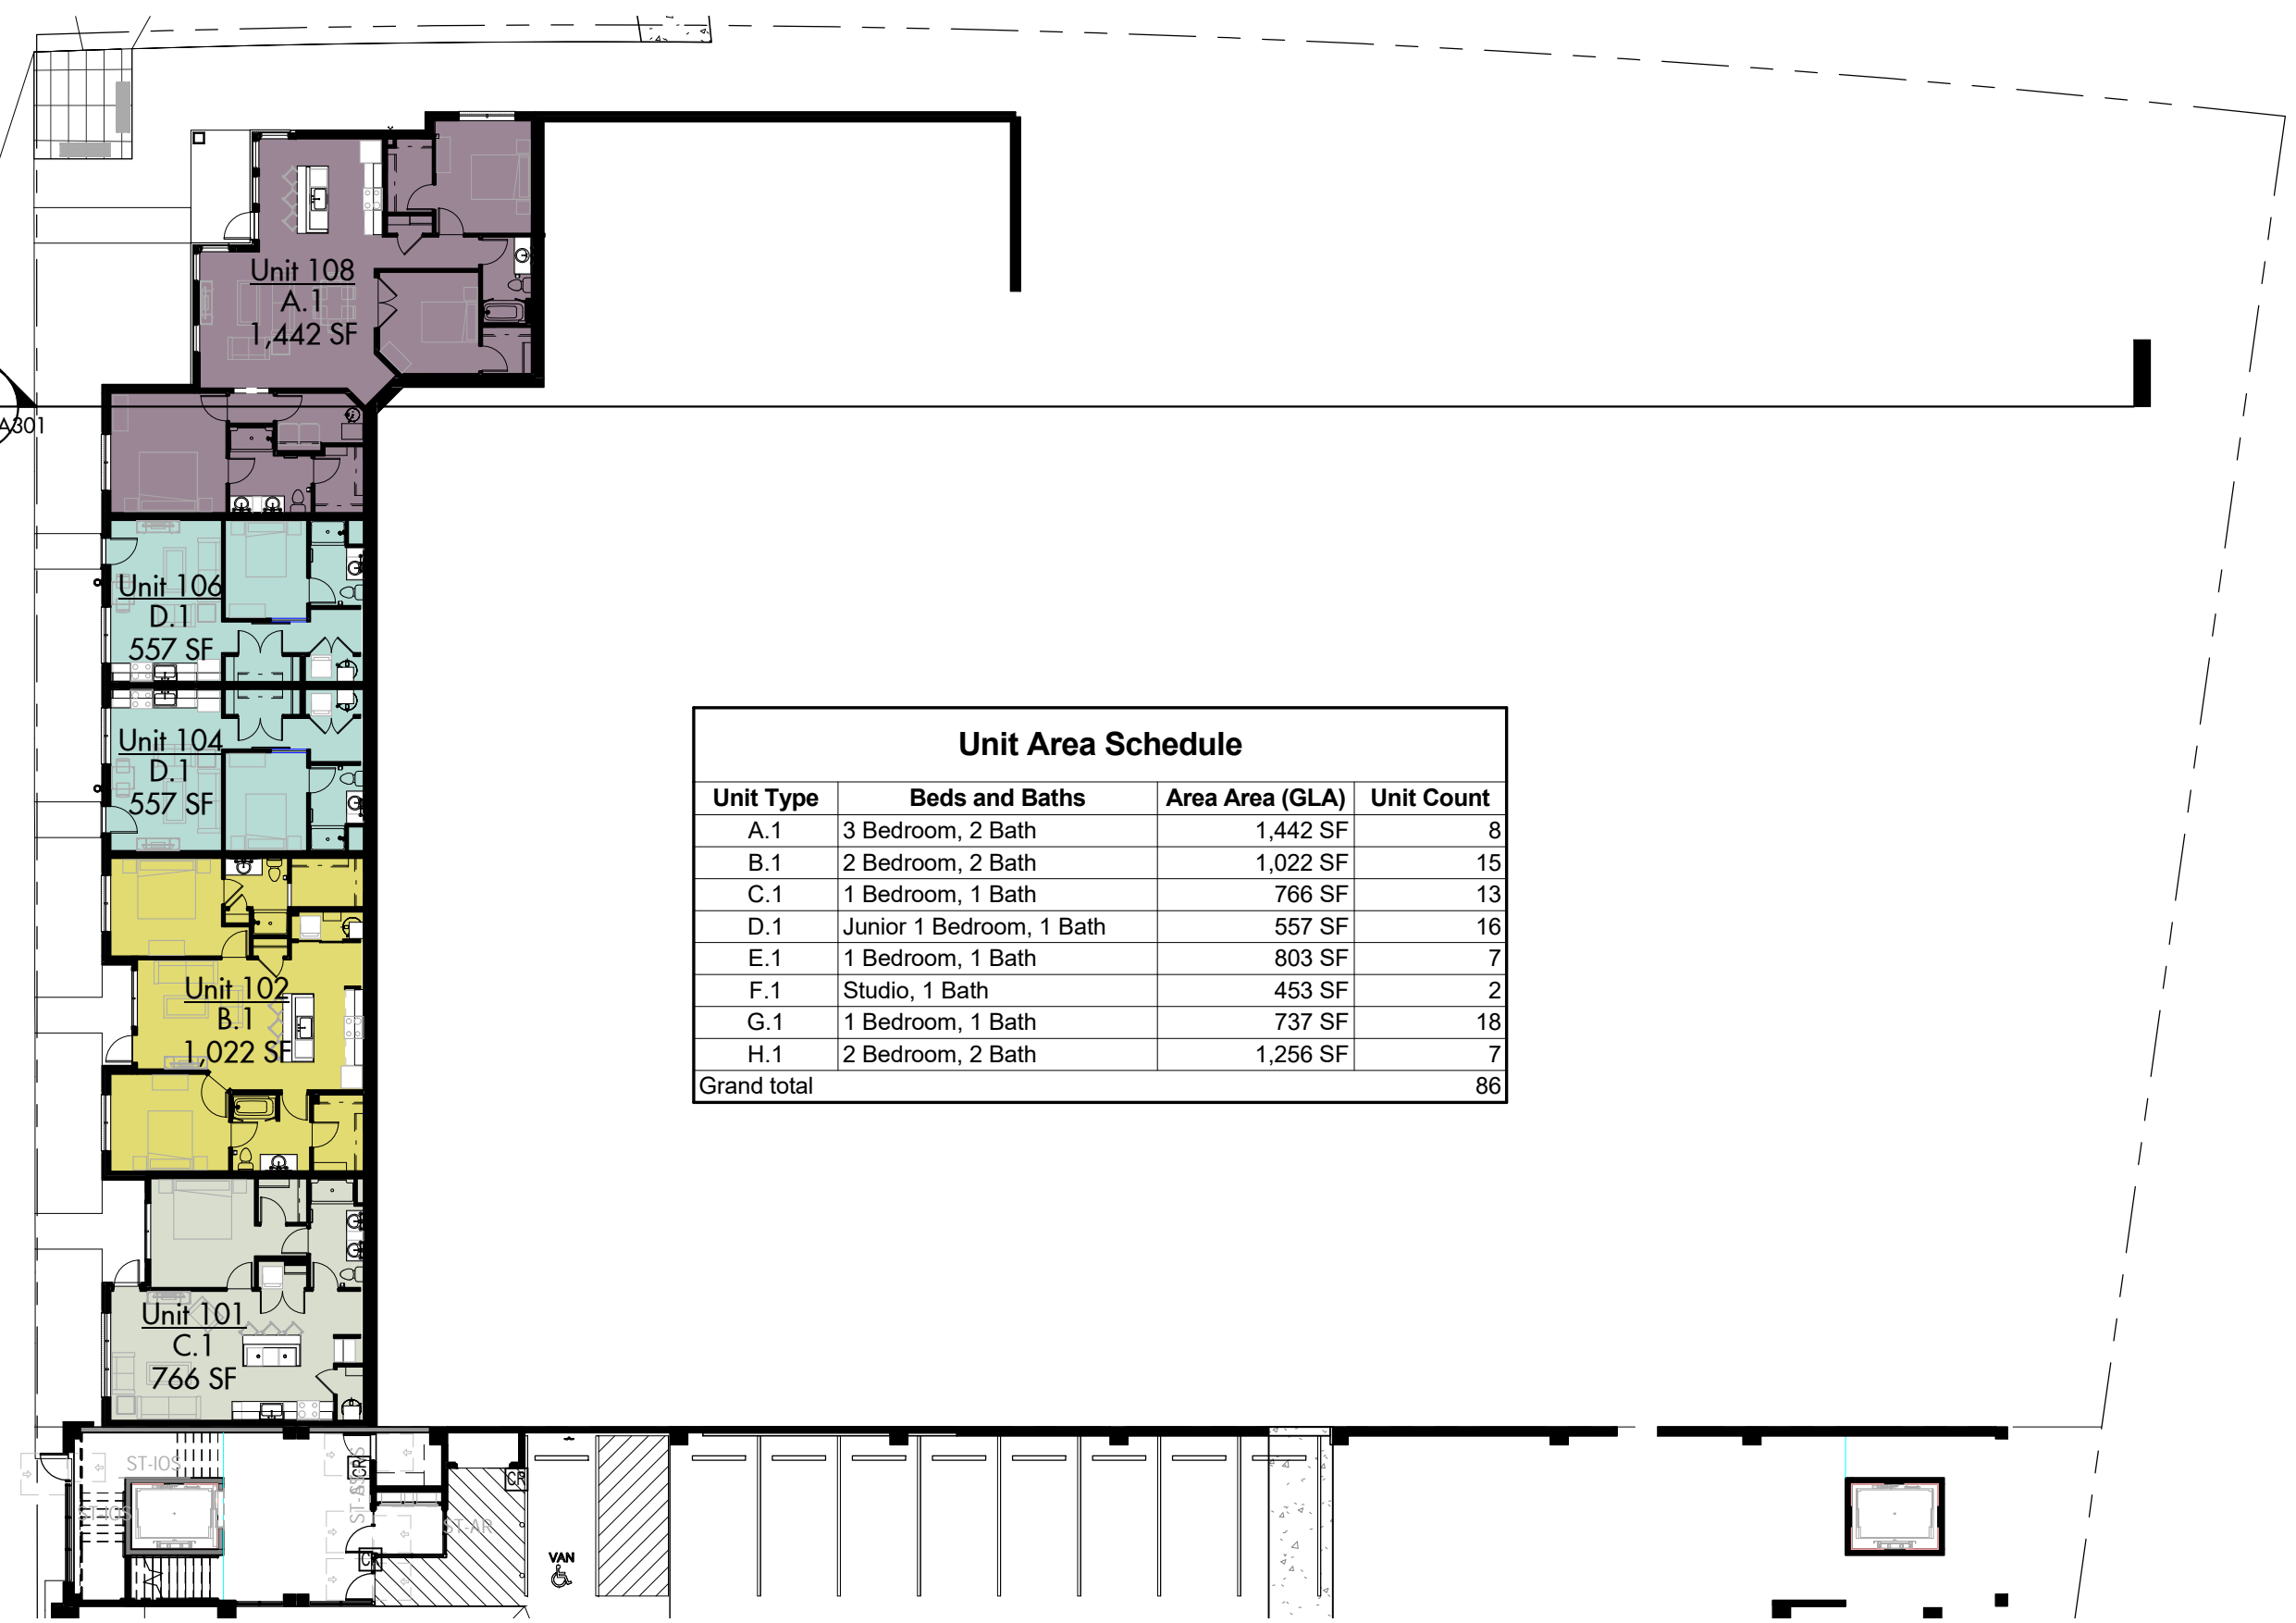 Unit 108
A.1
1,442 SF
A301
Unit 106
D.1
557 SF
Unit 104
D.1
557 SF
Unit Area Schedule
Unit Type Beds and Baths Area Area (GLA) Unit Count
A.1 3 Bedroom, 2 Bath 1,442 SF 8
B.1 2 Bedroom, 2 Bath 1,022 SF 15
C.1 1 Bedroom, 1 Bath 766 SF 13
D.1 Junior 1 Bedroom, 1 Bath 557 SF 16
E.1 1 Bedroom, 1 Bath 803 SF 7
F.1 Studio, 1 Bath 453 SF 2
G.1 1 Bedroom, 1 Bath 737 SF 18
H.1 2 Bedroom, 2 Bath 1,256 SF 7
Grand total 86
Unit 102
B.1
1,022 SF
Unit 101
C.1
766 SF
ST-IOS
ST-IOS
ST-AR
VAN